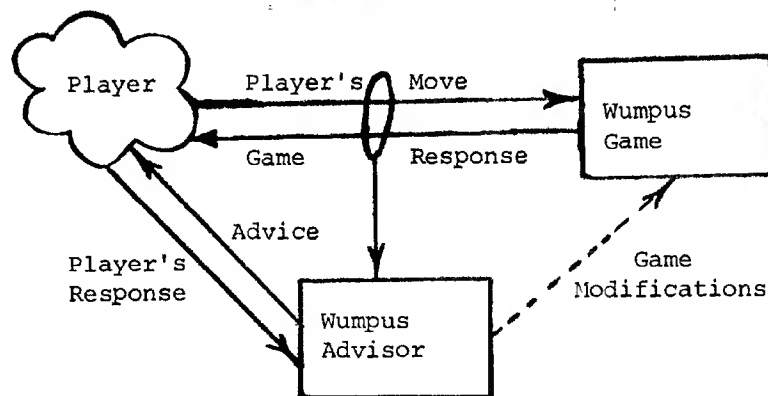 Player
Player's Move
Wumpus
Game
Game Response
Advice
Player's
Response
Game
Modifications
Wumpus
Advisor